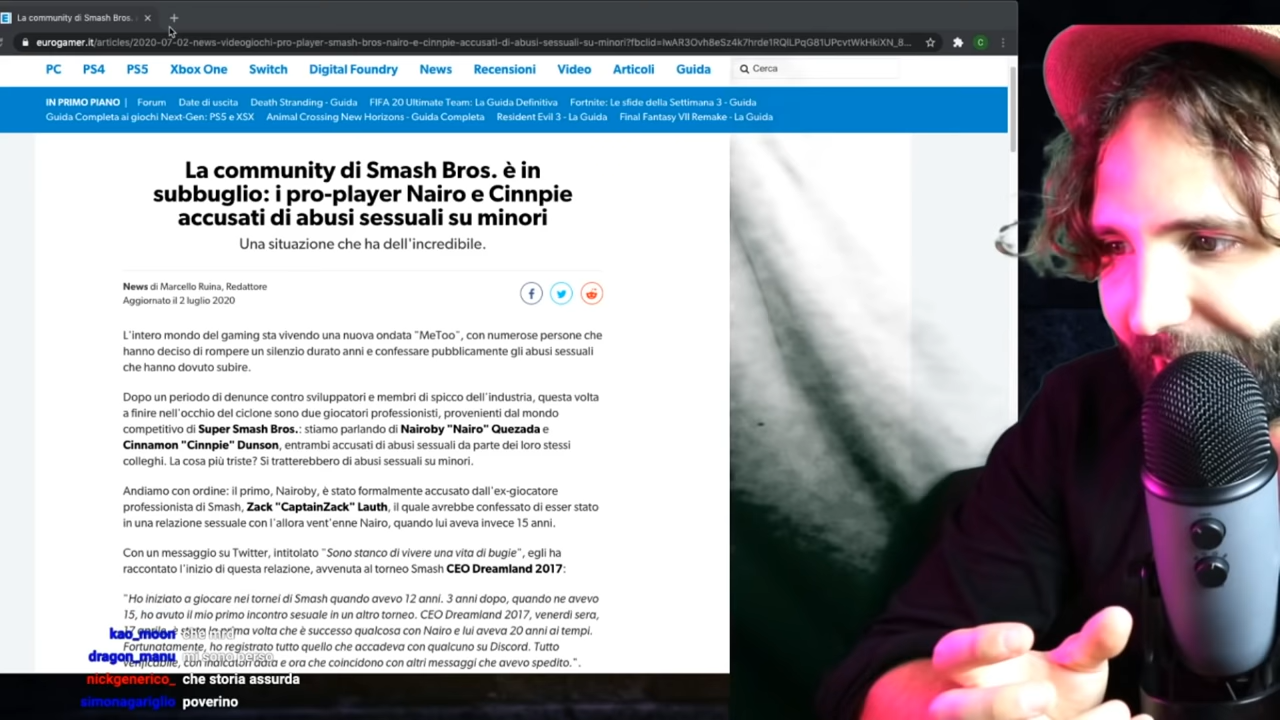 La community di Smash Bros.
eurogamer.it/articles/2020-07-02-news-videogiochi-pro-player-smash-bros-nairo-e-cinnpie-accusati-di-abusi-sessuali-su-minori?fbclid=
PC PS4 PS5 Xbox One Switch Digital Foundry News Recensioni Video Articoli Guida Cerca
IN PRIMO PIANO | Forum Date di uscita Death Stranding - Guida FIFA 20 Ultimate Team: La Guida Definitiva Fortnite: Le sfide della Settimana 3 - Guida
Guida Completa ai giochi Next-Gen: PS5 e XSX Animal Crossing New Horizons - Guida Completa Resident Evil 3 - La Guida Final Fantasy VII Remake - La Guida
La community di Smash Bros. è in
subbuglio: i pro-player Nairo e Cinnpie
accusati di abusi sessuali su minori
Una situazione che ha dell'incredibile.
News di Marcello Ruina, Redattore
Aggiornato il 2 luglio 2020
L'intero mondo del gaming sta vivendo una nuova ondata "MeToo", con numerose persone che
hanno deciso di rompere un silenzio durato anni e confessare pubblicamente gli abusi sessuali
che hanno dovuto subire.
Dopo un periodo di denunce contro sviluppatori e membri di spicco dell'industria, questa volta
a finire nell'occhio del ciclone sono due giocatori professionisti, provenienti dal mondo
competitivo di Super Smash Bros.: stiamo parlando di Nairoby "Nairo" Quezada e
Cinnamon "Cinnpie" Dunson, entrambi accusati di abusi sessuali da parte dei loro stessi
colleghi. La cosa più triste? Si tratterebbero di abusi sessuali su minori.
Andiamo con ordine: il primo, Nairoby, è stato formalmente accusato dall'ex-giocatore
professionista di Smash, Zack "CaptainZack" Lauth, il quale avrebbe confessato di esser stato
in una relazione sessuale con l'allora vent'enne Nairo, quando lui aveva invece 15 anni.
Con un messaggio su Twitter, intitolato "Sono stanco di vivere una vita di bugie", egli ha
raccontato l'inizio di questa relazione, avvenuta al torneo Smash CEO Dreamland 2017:
"Ho iniziato a giocare nei tornei di Smash quando avevo 12 anni. 3 anni dopo, quando ne avevo
15, ho avuto il mio primo incontro sesuale in un altro torneo. CEO Dreamland 2017, venerdì sera,
17 aprile, è stata la prima volta che è successo qualcosa con Nairo e lui aveva 20 anni ai tempi.
Fortunatamente, ho registrato tutto quello che accadeva con qualcuno su Discord. Tutto
verificabile, con indicatori data e ora che coincidono con altri messaggi che avevo spedito.".
kao_moon che mrd
dragon_manu mi sono perso
nickgenerico_ che storia assurda
simonagariglio poverino